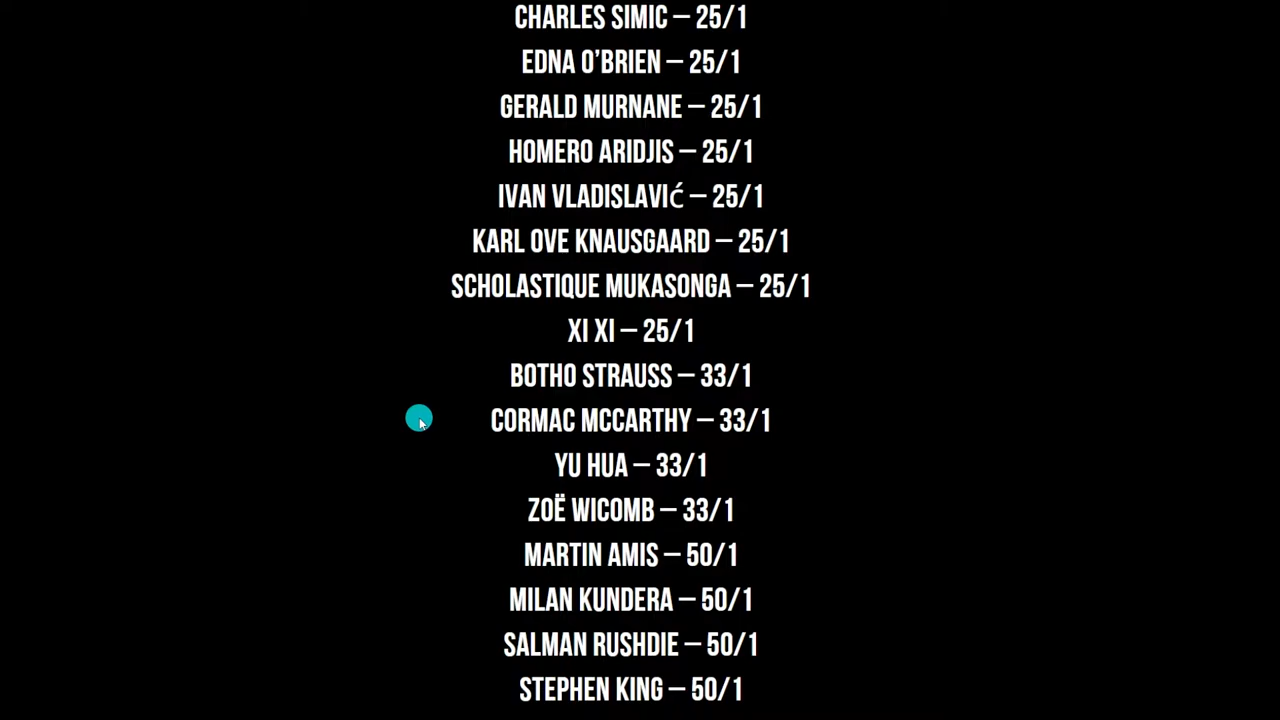 CHARLES SIMIC – 25/1
EDNA O’BRIEN – 25/1
GERALD MURNANE – 25/1
HOMERO ARIDJIS – 25/1
IVAN VLADISLAVIĆ – 25/1
KARL OVE KNAUSGAARD – 25/1
SCHOLASTIQUE MUKASONGA – 25/1
XI XI – 25/1
BOTHO STRAUSS – 33/1
CORMAC MCCARTHY – 33/1
YU HUA – 33/1
ZOË WICOMB – 33/1
MARTIN AMIS – 50/1
MILAN KUNDERA – 50/1
SALMAN RUSHDIE – 50/1
STEPHEN KING – 50/1